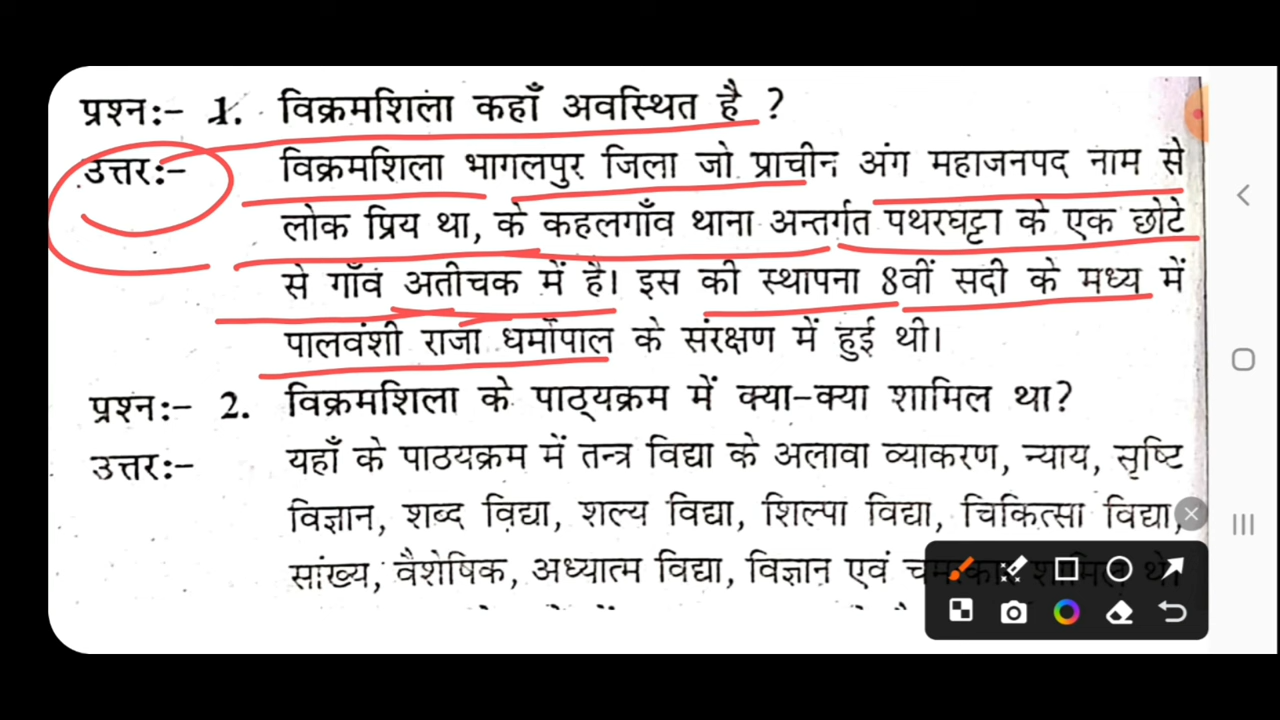 प्रश्नः- 1. विक्रमशिला कहाँ अवस्थित है ?
उत्तरः- विक्रमशिला भागलपुर जिला जो प्राचीन अंग महाजनपद नाम से
लोक प्रिय था, के कहलगाँव थाना अन्तर्गत पथरघट्टा के एक छोटे
से गाँव अतीचक में है। इस की स्थापना 8वीं सदी के मध्य में
पालवंशी राजा धर्मोपाल के संरक्षण में हुई थी।
प्रश्नः- 2. विक्रमशिला के पाठ्यक्रम में क्या-क्या शामिल था?
उत्तरः- यहाँ के पाठयक्रम में तन्त्र विद्या के अलावा व्याकरण, न्याय, सृष्टि
विज्ञान, शब्द विद्या, शल्य विद्या, शिल्पा विद्या, चिकित्सा विद्या,
सांख्य, वैशेषिक, अध्यात्म विद्या, विज्ञान एवं चमत्कार शामिल थे।